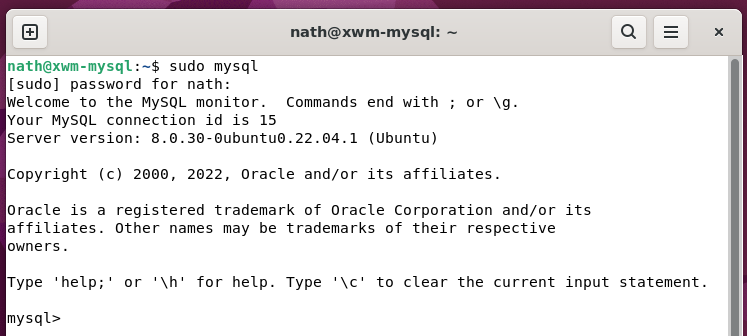 nath@xwm-mysql: ~
nath@xwm-mysql:~$ sudo mysql
[sudo] password for nath:
Welcome to the MySQL monitor.  Commands end with ; or \g.
Your MySQL connection id is 15
Server version: 8.0.30-0ubuntu0.22.04.1 (Ubuntu)
Copyright (c) 2000, 2022, Oracle and/or its affiliates.
Oracle is a registered trademark of Oracle Corporation and/or its
affiliates. Other names may be trademarks of their respective
owners.
Type 'help;' or '\h' for help. Type '\c' to clear the current input statement.
mysql>